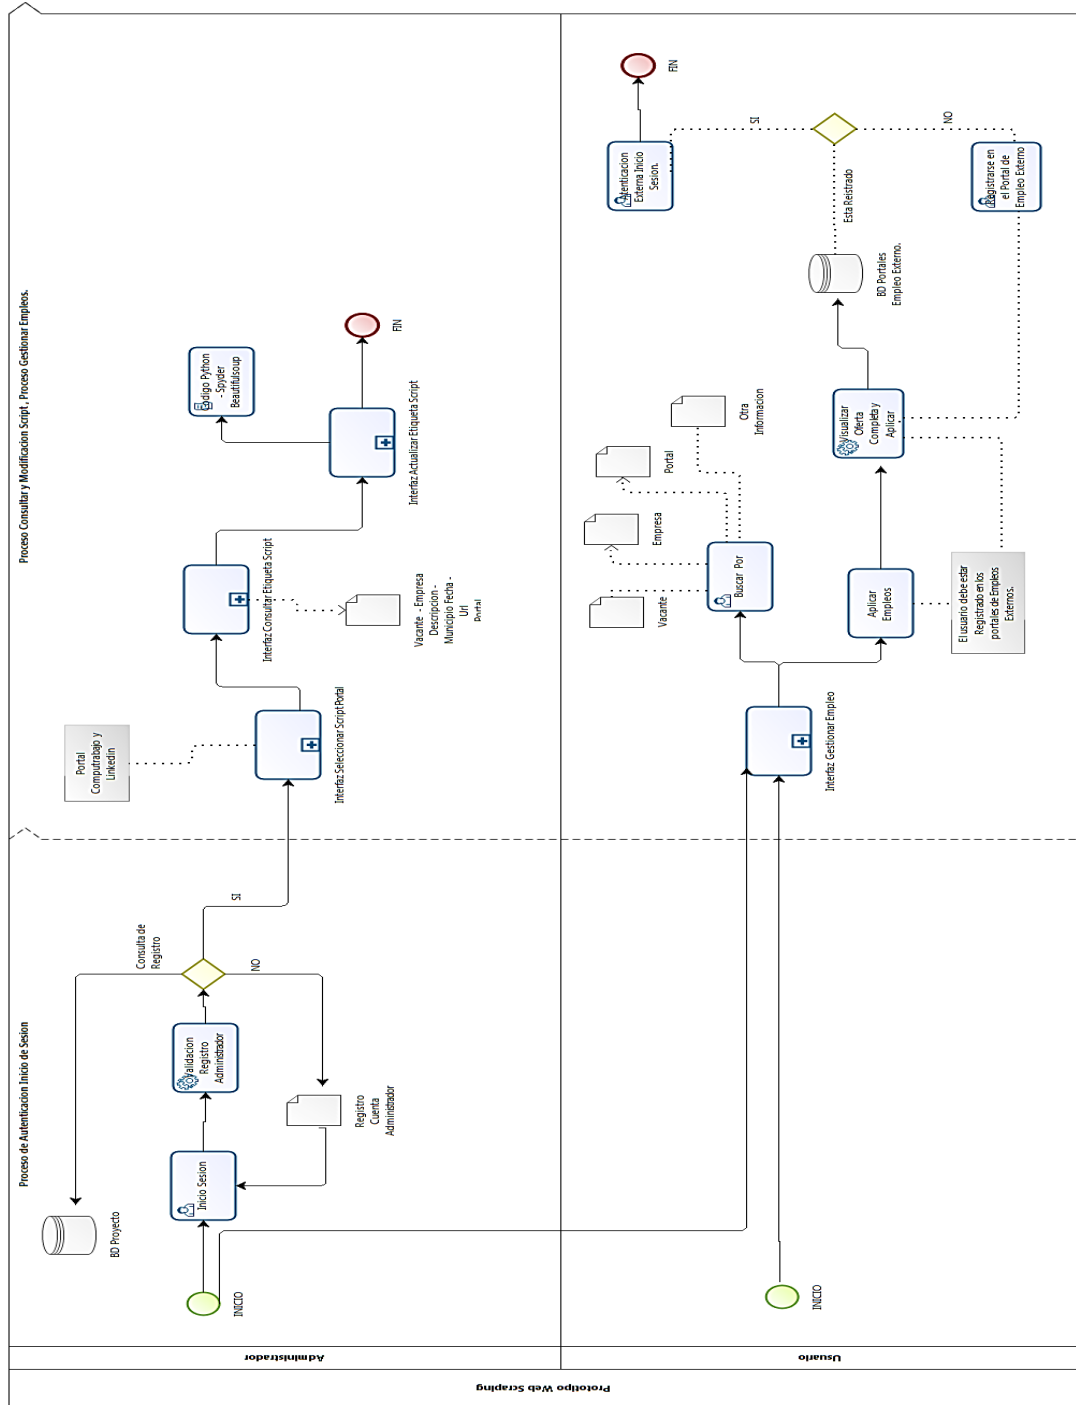 Prototipo Web Scraping
Administrador
Usuario
Proceso de Autenticacion Inicio de Sesion
Proceso Consultar y Modificacion Script , Proceso Gestionar Empleos.
BD Proyecto
INICIO
Inicio Sesion
Validacion
Registro
Administrador
Consulta de
Registro
SI
NO
Registro
Cuenta
Administrador
Portal
Computrabajo y
Linkedin
Interfaz Seleccionar Script Portal
Interfaz Consultar Etiqueta Script
Vacante - Empresa
Descripcion -
Municipio Fecha -
Url
Portal
Interfaz Actualizar Etiqueta Script
Codigo Python
- Spyder
Beautifulsoup
FIN
INICIO
Interfaz Gestionar Empleo
Buscar Por
Vacante
Empresa
Portal
Otra
Informacion
Aplicar
Empleos
El usuario debe estar
Registrado en los
portales de Empleos
Externos.
Visualizar
Oferta
Completa y
Aplicar
BD Portales
Empleo Externo.
Esta Reistrado
SI
NO
Autenticacion
Externa Inicio
Sesion.
Registrarse en
el Portal de
Empleo Externo
FIN